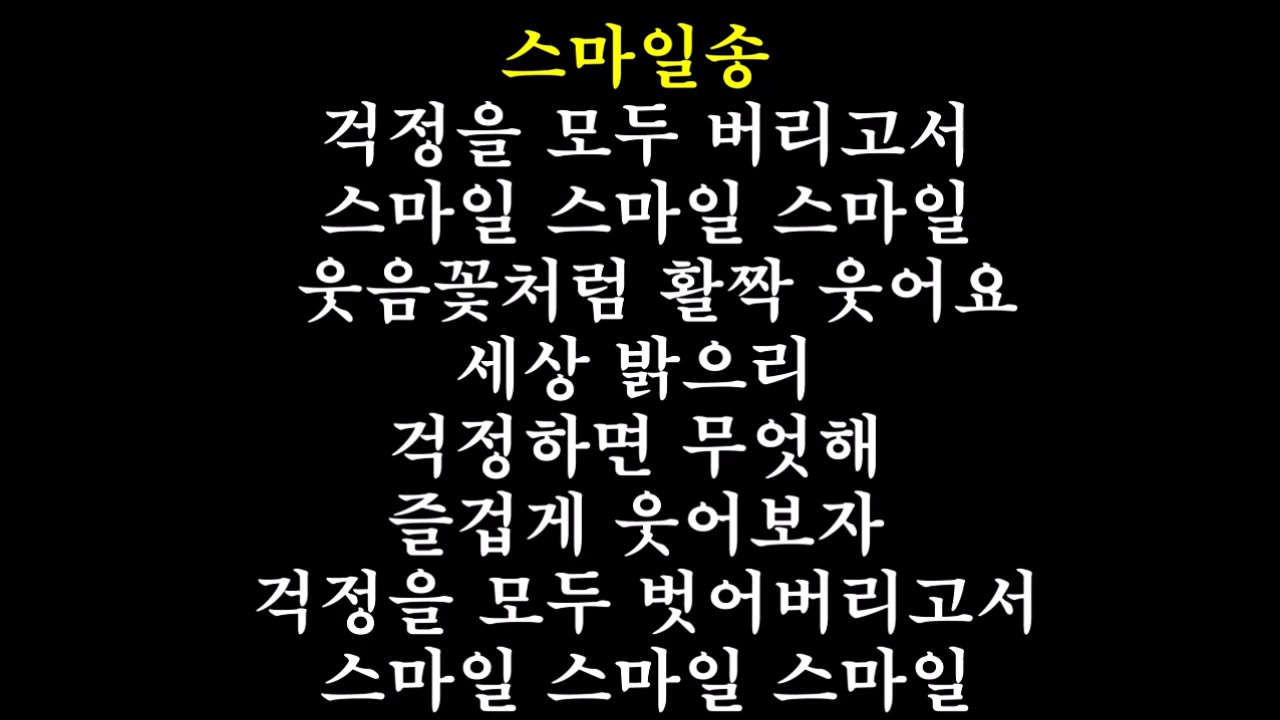 스마일송
걱정을 모두 버리고서
스마일 스마일 스마일
웃음꽃처럼 활짝 웃어요
세상 밝으리
걱정하면 무엇해
즐겁게 웃어보자
걱정을 모두 벗어버리고서
스마일 스마일 스마일